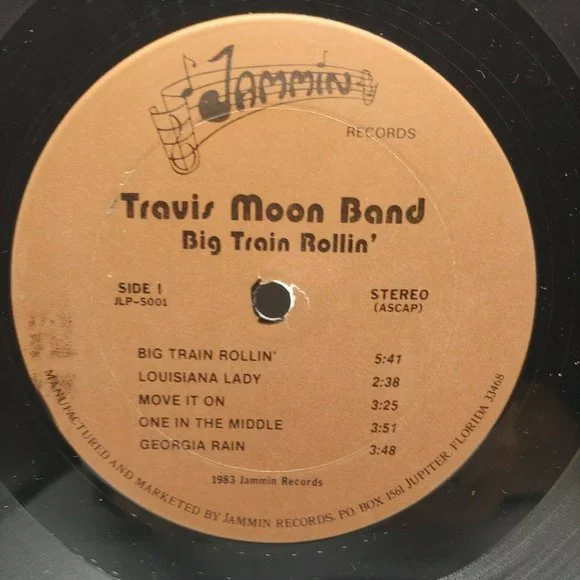 JAMMIN
RECORDS
Travis Moon Band
Big Train Rollin'
SIDE I
JLP-5001
STEREO
(ASCAP)
BIG TRAIN ROLLIN' 5:41
LOUISIANA LADY 2:38
MOVE IT ON 3:25
ONE IN THE MIDDLE 3:51
GEORGIA RAIN 3:48
1983 Jammin Records
MANUFACTURED AND MARKETED BY JAMMIN RECORDS, P.O. BOX 1561 JUPITER, FLORIDA 33468